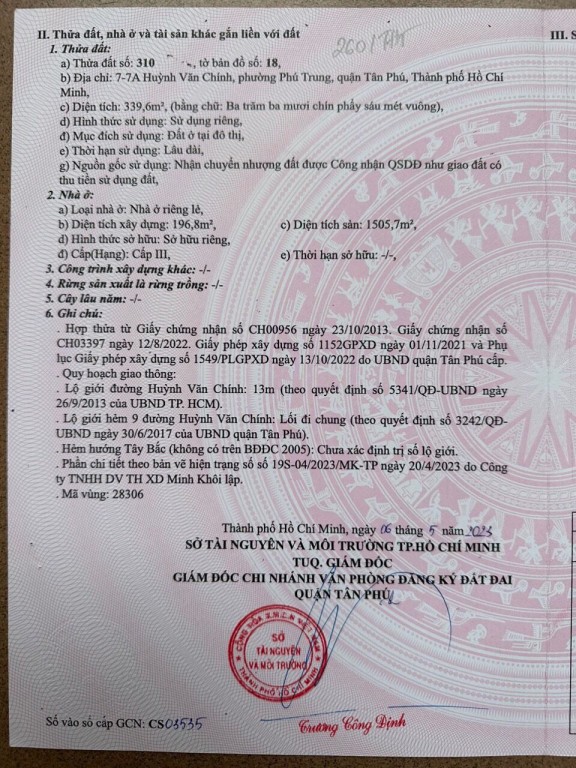 II. Thửa đất, nhà ở và tài sản khác gắn liền với đất
III. S
1. Thửa đất:
a) Thửa đất số: 310 , tờ bản đồ số: 18,
b) Địa chỉ: 7-7A Huỳnh Văn Chính, phường Phú Trung, quận Tân Phú, Thành phố Hồ Chí
Minh,
c) Diện tích: 339,6m², (bằng chữ: Ba trăm ba mươi chín phẩy sáu mét vuông),
d) Hình thức sử dụng: Sử dụng riêng,
đ) Mục đích sử dụng: Đất ở tại đô thị,
e) Thời hạn sử dụng: Lâu dài,
g) Nguồn gốc sử dụng: Nhận chuyển nhượng đất được Công nhận QSDĐ như giao đất có
thu tiền sử dụng đất,
2. Nhà ở:
a) Loại nhà ở: Nhà ở riêng lẻ,
b) Diện tích xây dựng: 196,8m², c) Diện tích sàn: 1505,7m²,
d) Hình thức sở hữu: Sở hữu riêng,
đ) Cấp(Hạng): Cấp III, e) Thời hạn sở hữu: -/-,
3. Công trình xây dựng khác: -/-
4. Rừng sản xuất là rừng trồng: -/-
5. Cây lâu năm: -/-
6. Ghi chú:
. Hợp thửa từ Giấy chứng nhận số CH00956 ngày 23/10/2013. Giấy chứng nhận số
CH03397 ngày 12/8/2022. Giấy phép xây dựng số 1152GPXD ngày 01/11/2021 và Phụ
lục Giấy phép xây dựng số 1549/PLGPXD ngày 13/10/2022 do UBND quận Tân Phú cấp.
. Quy hoạch giao thông:
. Lộ giới đường Huỳnh Văn Chính: 13m (theo quyết định số 5341/QĐ-UBND ngày
26/9/2013 của UBND TP. HCM).
. Lộ giới hẻm 9 đường Huỳnh Văn Chính: Lối đi chung (theo quyết định số 3242/QĐ-
UBND ngày 30/6/2017 của UBND quận Tân Phú).
. Hẻm hướng Tây Bắc (không có trên BĐĐC 2005): Chưa xác định trị số lộ giới.
. Phần chi tiết theo bản vẽ hiện trạng số số 19S-04/2023/MK-TP ngày 20/4/2023 do Công
ty TNHH DV TH XD Minh Khôi lập.
. Mã vùng: 28306
Thành phố Hồ Chí Minh, ngày 06 tháng 5 năm 2023
SỞ TÀI NGUYÊN VÀ MÔI TRƯỜNG TP.HỒ CHÍ MINH
TUQ. GIÁM ĐỐC
GIÁM ĐỐC CHI NHÁNH VĂN PHÒNG ĐĂNG KÝ ĐẤT ĐAI
QUẬN TÂN PHÚ
CỘNG HÒA X.H.C.N VIỆT NAM
SỞ
TÀI NGUYÊN
VÀ MÔI TRƯỜNG
THÀNH PHỐ HỒ CHÍ MINH
Số vào sổ cấp GCN: CS03535
Trương Công Định